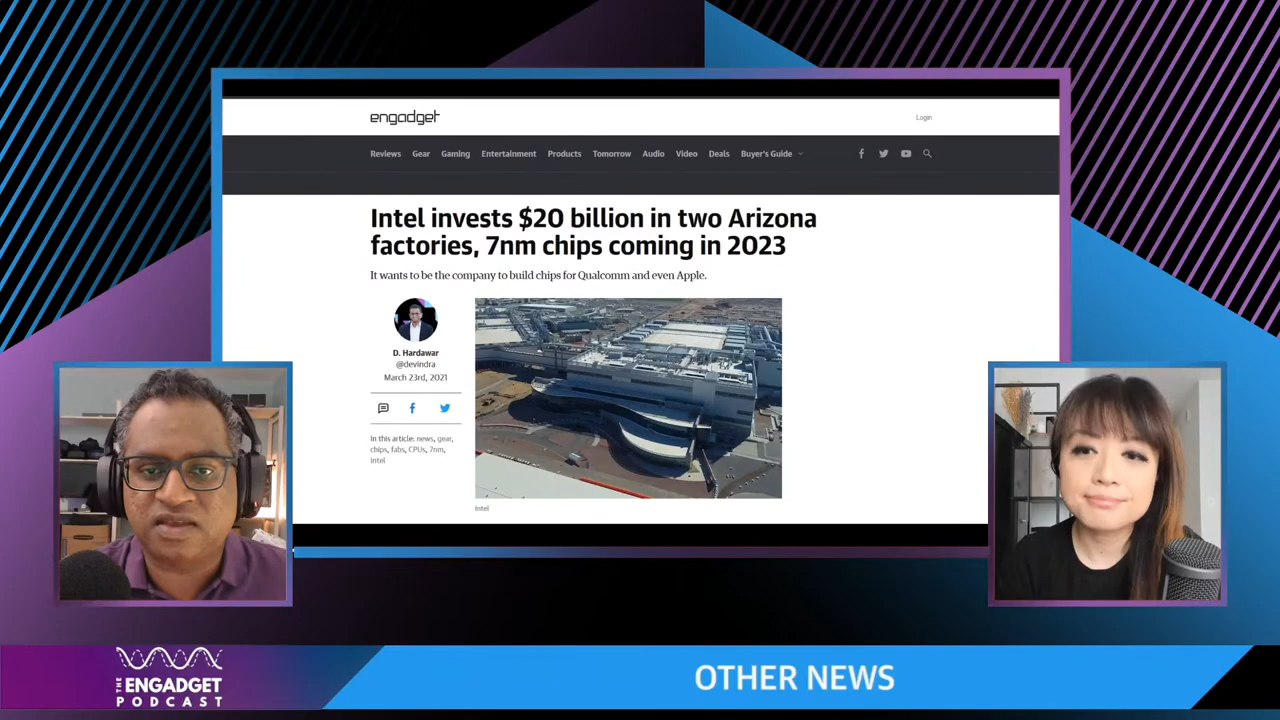 engadget
Login
Reviews Gear Gaming Entertainment Products Tomorrow Audio Video Deals Buyer's Guide
Intel invests $20 billion in two Arizona
factories, 7nm chips coming in 2023
It wants to be the company to build chips for Qualcomm and even Apple.
D. Hardawar
@devindra
March 23rd, 2021
In this article: news, gear,
chips, fabs, CPUs, 7nm,
Intel
Intel
THE
ENGADGET
PODCAST
OTHER NEWS